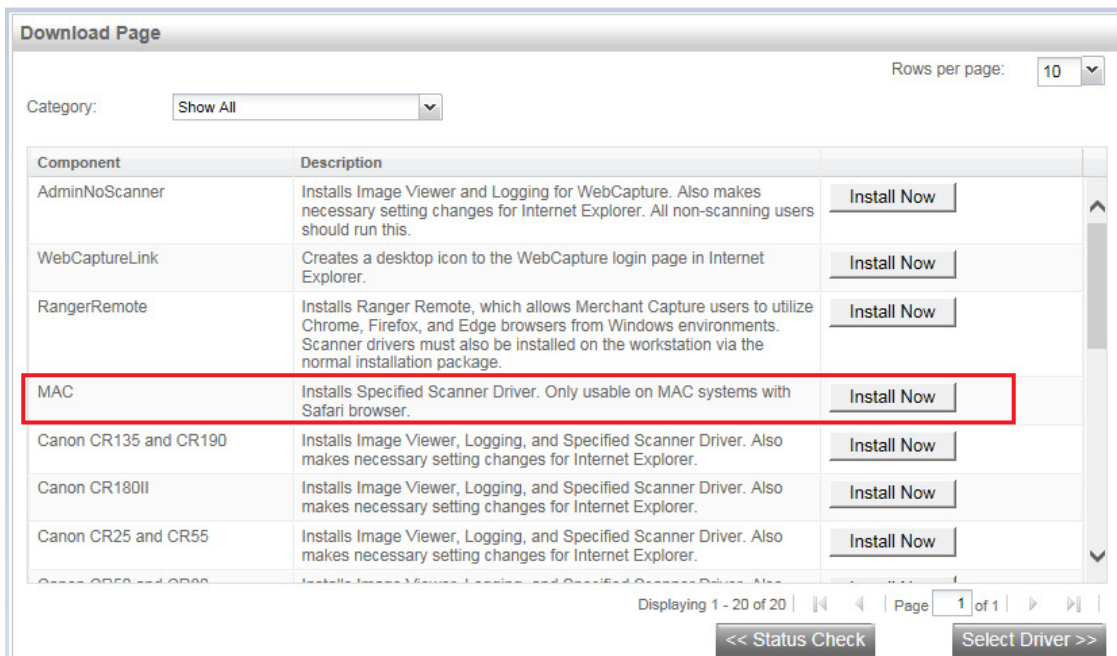 Download Page
Rows per page: 10
Category: Show All
Component Description
AdminNoScanner Installs Image Viewer and Logging for WebCapture. Also makes Install Now
necessary setting changes for Internet Explorer. All non-scanning users
should run this.
WebCaptureLink Creates a desktop icon to the WebCapture login page in Internet Install Now
Explorer.
RangerRemote Installs Ranger Remote, which allows Merchant Capture users to utilize Install Now
Chrome, Firefox, and Edge browsers from Windows environments.
Scanner drivers must also be installed on the workstation via the
normal installation package.
MAC Installs Specified Scanner Driver. Only usable on MAC systems with Install Now
Safari browser.
Canon CR135 and CR190 Installs Image Viewer, Logging, and Specified Scanner Driver. Also Install Now
makes necessary setting changes for Internet Explorer.
Canon CR180II Installs Image Viewer, Logging, and Specified Scanner Driver. Also Install Now
makes necessary setting changes for Internet Explorer.
Canon CR25 and CR55 Installs Image Viewer, Logging, and Specified Scanner Driver. Also Install Now
makes necessary setting changes for Internet Explorer.
Displaying 1 - 20 of 20 Page 1 of 1
<< Status Check Select Driver >>